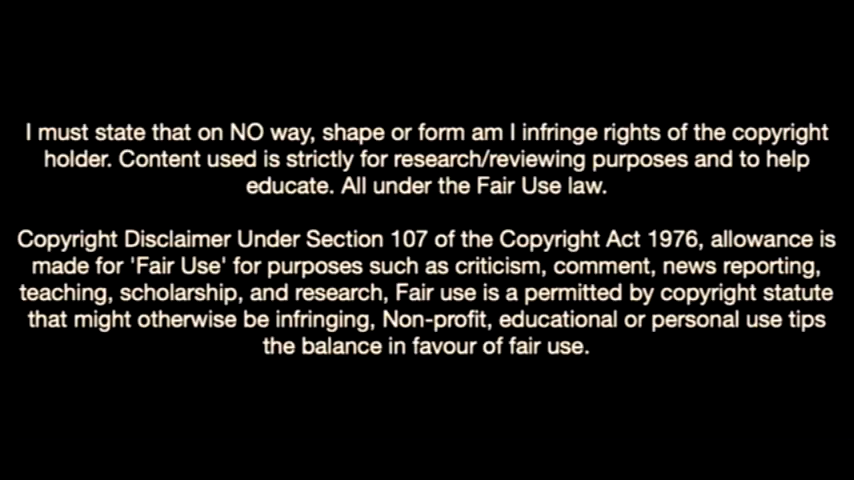 I must state that on NO way, shape or form am I infringe rights of the copyright
holder. Content used is strictly for research/reviewing purposes and to help
educate. All under the Fair Use law.
Copyright Disclaimer Under Section 107 of the Copyright Act 1976, allowance is
made for 'Fair Use' for purposes such as criticism, comment, news reporting,
teaching, scholarship, and research, Fair use is a permitted by copyright statute
that might otherwise be infringing, Non-profit, educational or personal use tips
the balance in favour of fair use.